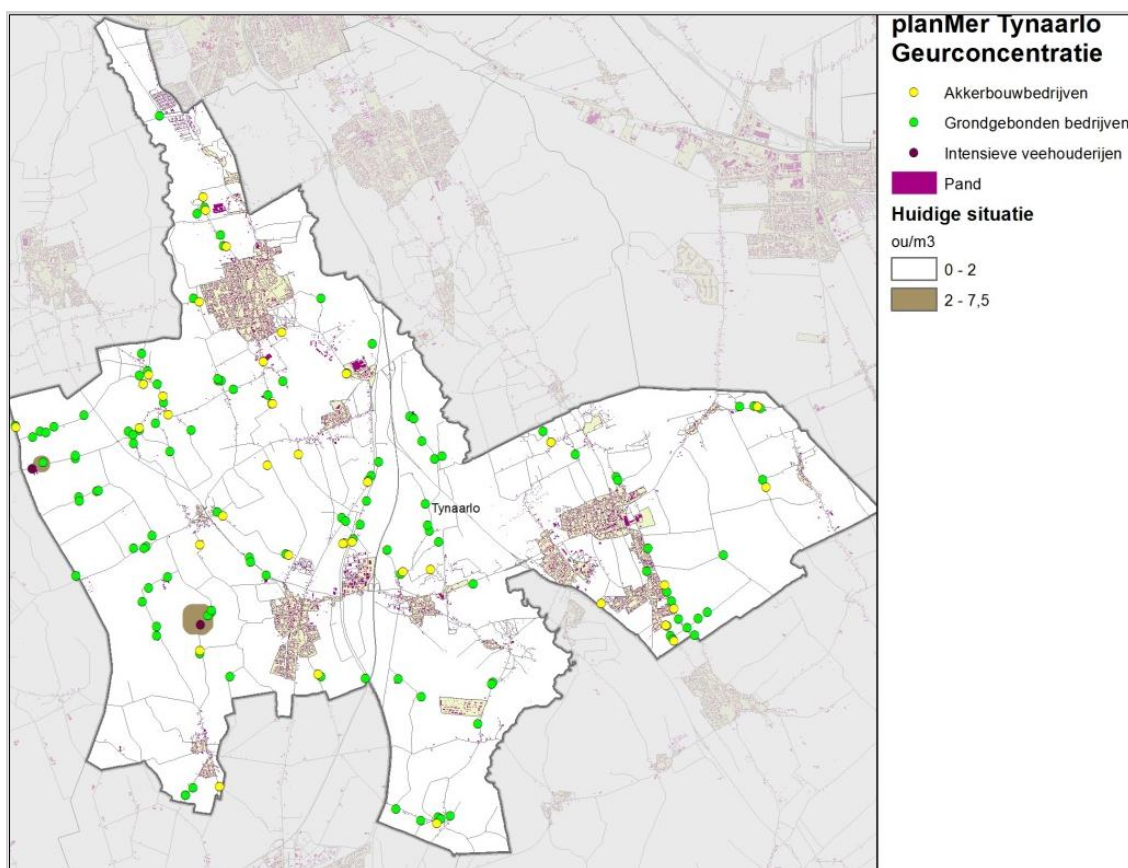 planMer Tynaarlo
Geurconcentratie
Akkerbouwbedrijven
Grondgebonden bedrijven
Intensieve veehouderijen
Pand
Huidige situatie
ou/m3
0 - 2
2 - 7,5
Tynaarlo